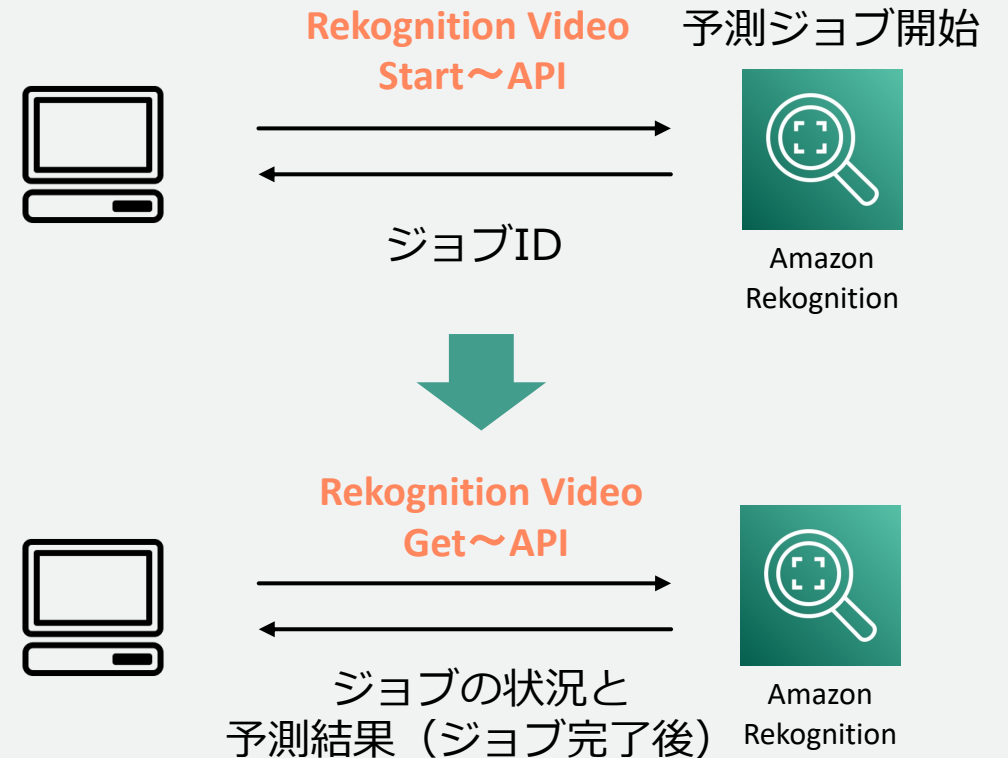 Rekognition Video
Start～API
予測ジョブ開始
ジョブID
Amazon
Rekognition
Rekognition Video
Get～API
ジョブの状況と
予測結果（ジョブ完了後）
Amazon
Rekognition